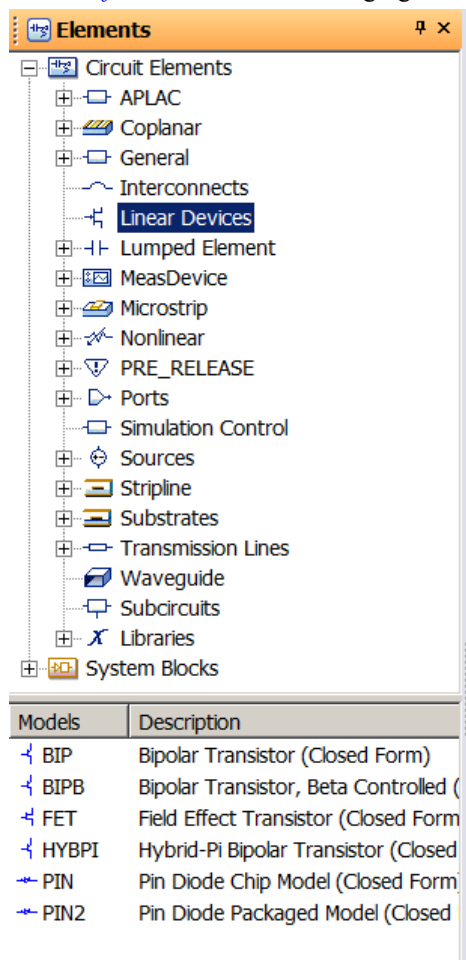 Elements
Circuit Elements
APLAC
Coplanar
General
Interconnects
Linear Devices
Lumped Element
MeasDevice
Microstrip
Nonlinear
PRE_RELEASE
Ports
Simulation Control
Sources
Stripline
Substrates
Transmission Lines
Waveguide
Subcircuits
Libraries
System Blocks
Models Description
BIP Bipolar Transistor (Closed Form)
BIPB Bipolar Transistor, Beta Controlled (
FET Field Effect Transistor (Closed Form
HYBPI Hybrid-Pi Bipolar Transistor (Closed
PIN Pin Diode Chip Model (Closed Form)
PIN2 Pin Diode Packaged Model (Closed